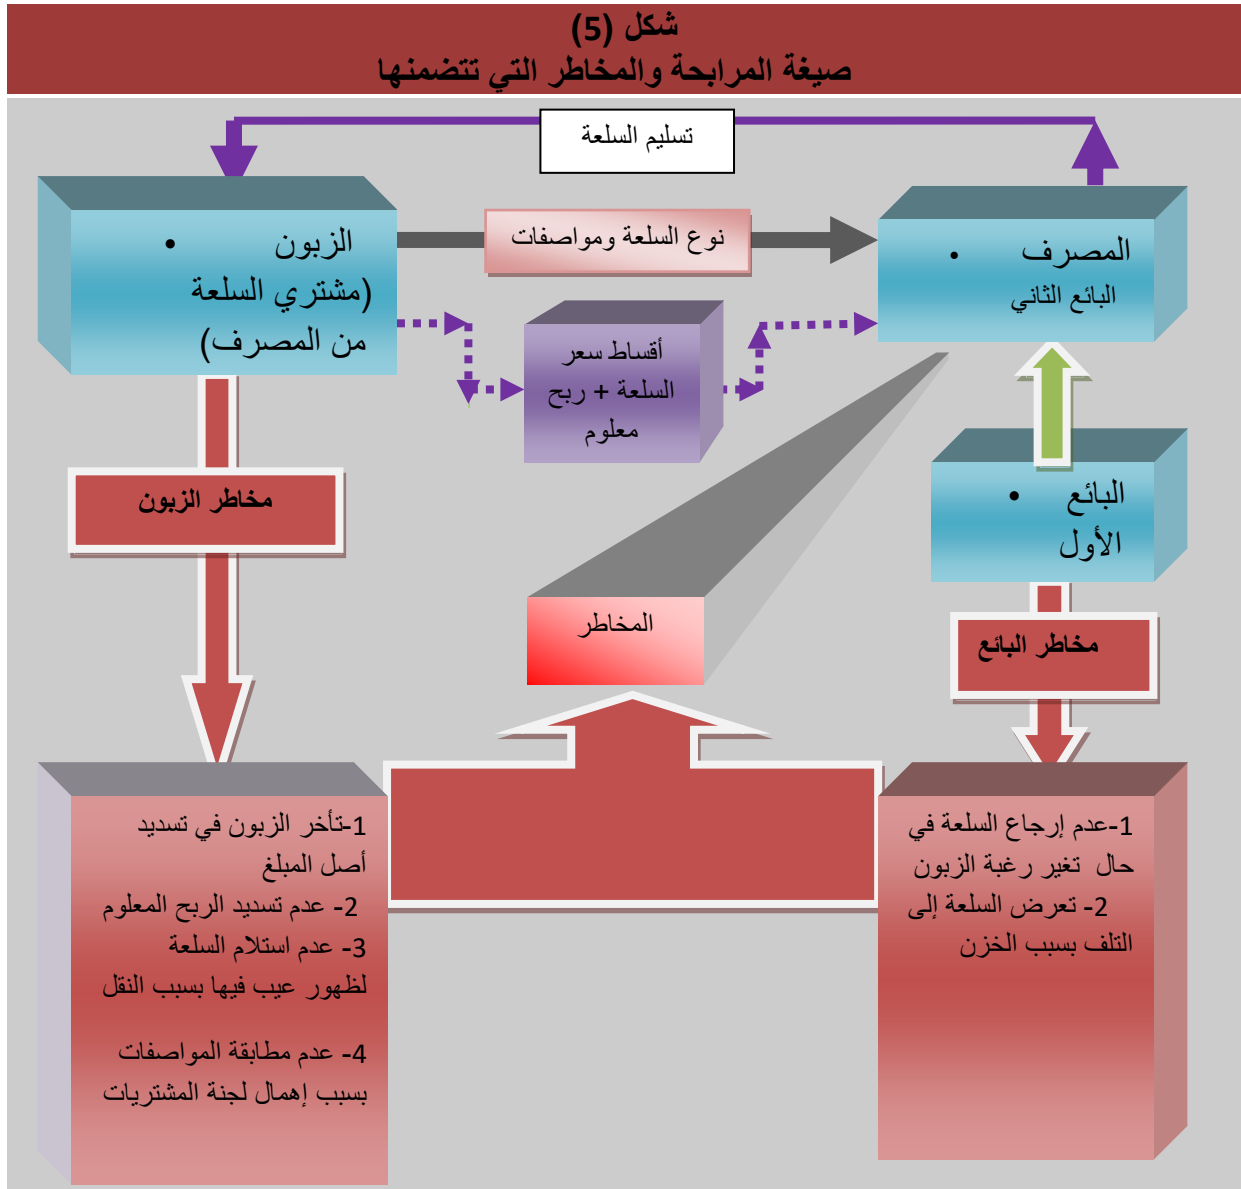 شكل (5)
صيغة المرابحة والمخاطر التي تتضمنها
تسليم السلعة
• المصرف
البائع الثاني
نوع السلعة ومواصفات
• الزبون
(مشتري السلعة
من المصرف)
أقساط سعر
السلعة + ربح
معلوم
• البائع
الأول
مخاطر الزبون
المخاطر
مخاطر البائع
1-عدم إرجاع السلعة في
حال تغير رغبة الزبون
2- تعرض السلعة إلى
التلف بسبب الخزن
1-تأخر الزبون في تسديد
أصل المبلغ
2- عدم تسديد الربح المعلوم
3- عدم استلام السلعة
لظهور عيب فيها بسبب النقل
4- عدم مطابقة المواصفات
بسبب إهمال لجنة المشتريات